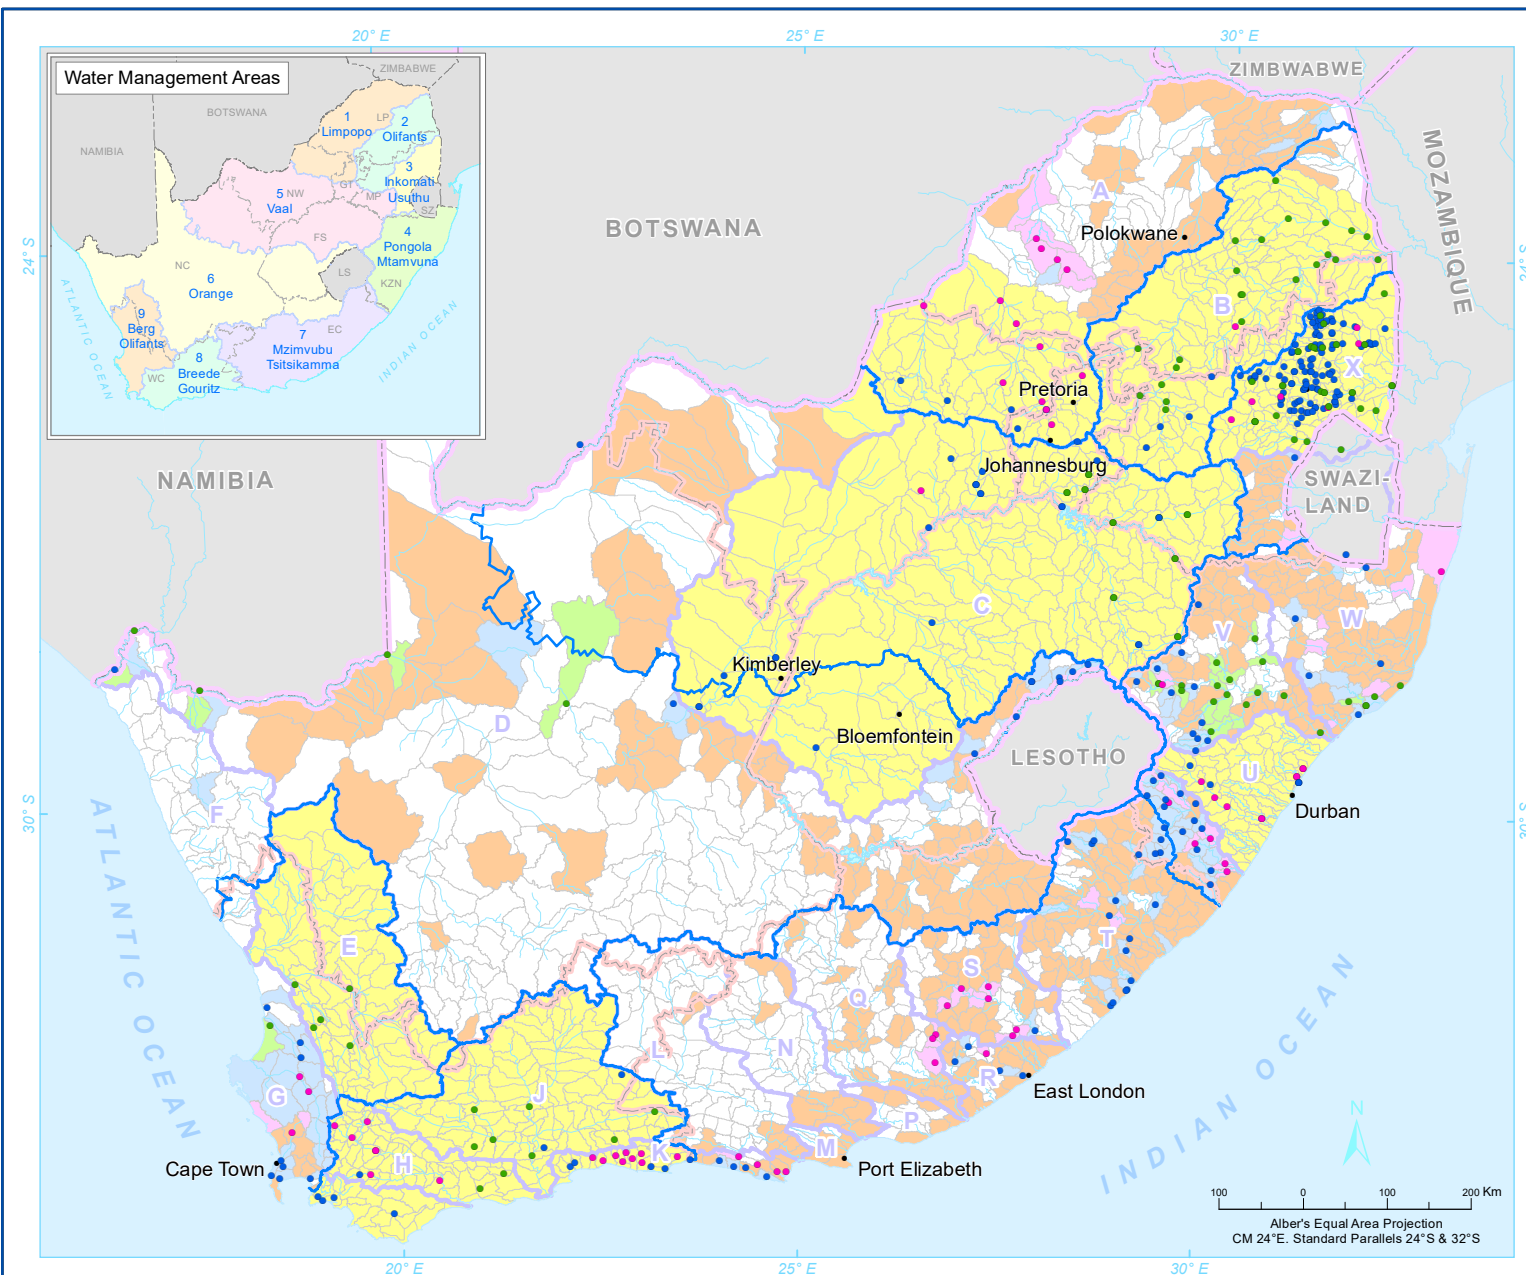 20° E
25° E
30° E
Water Management Areas
ZIMBABWE
BOTSWANA
NAMIBIA
1
Limpopo
LP
2
Olifants
3
Inkomati
Usuthu
GT
MP
SZ
5
NW
Vaal
FS
4
Pongola
Mtamvuna
LS
KZN
NC
6
Orange
EC
7
Mzimvubu
Tsitsikamma
9
Berg
Olifants
8
Breede
Gouritz
WC
ATLANTIC OCEAN
INDIAN OCEAN
24° S
ZIMBWABWE
MOZAMBIQUE
BOTSWANA
A
Polokwane
B
X
Pretoria
Johannesburg
NAMIBIA
SWAZI-
LAND
C
V
W
Kimberley
D
Bloemfontein
LESOTHO
U
Durban
30° S
F
E
T
S
Q
L
N
J
G
R
East London
P
H
K
M
Cape Town
Port Elizabeth
ATLANTIC OCEAN
INDIAN OCEAN
N
100 0 100 200 Km
Alber's Equal Area Projection
CM 24°E. Standard Parallels 24°S & 32°S
20° E
25° E
30° E